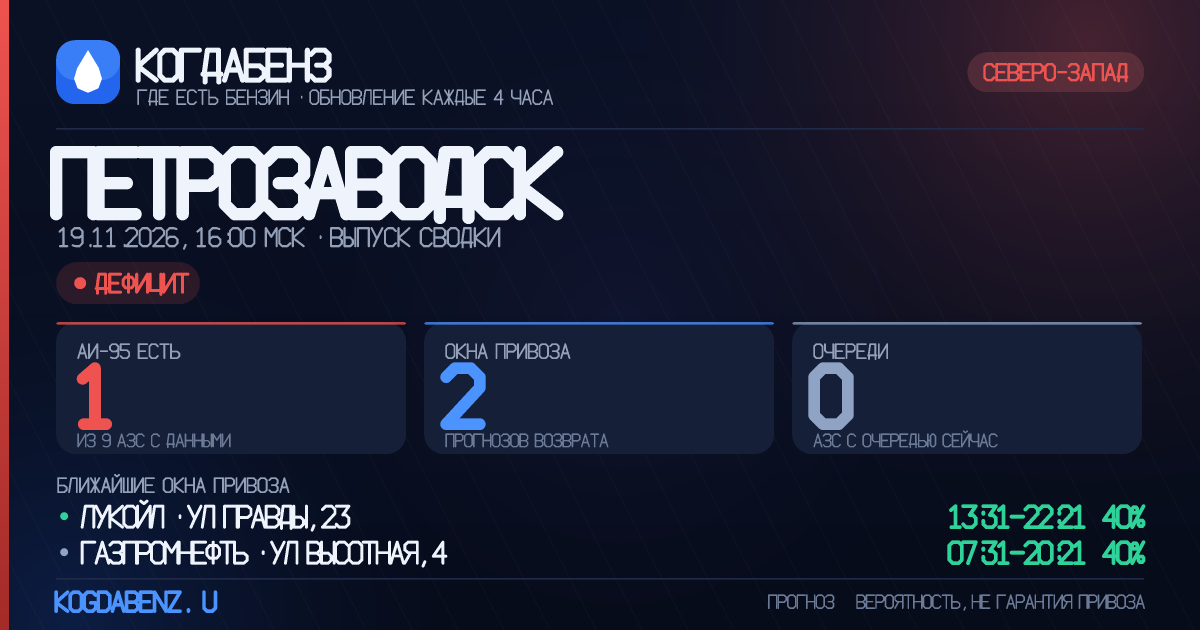 КОГДАБЕНЗ
ГДЕ ЕСТЬ БЕНЗИН · ОБНОВЛЕНИЕ КАЖДЫЕ 4 ЧАСА
СЕВЕРО-ЗАПАД
ПЕТРОЗАВОДСК
19.11 2026, 16:00 МСК · ВЫПУСК СВОДКИ
• ДЕФИЦИТ
АИ-95 ЕСТЬ
1
ИЗ 9 АЗС С ДАННЫМИ
ОКНА ПРИВОЗА
2
ПРОГНОЗОВ ВОЗВРАТА
ОЧЕРЕДИ
0
АЗС С ОЧЕРЕДЬЮ СЕЙЧАС
БЛИЖАЙШИЕ ОКНА ПРИВОЗА
• ЛУКОЙЛ · УЛ ПРАВДЫ, 23 13:31-22:21 40%
• ГАЗПРОМНЕФТЬ · УЛ ВЫСОТНАЯ, 4 07:31-20:21 40%
KOGDABENZ. U
ПРОГНОЗ ВЕРОЯТНОСТЬ, НЕ ГАРАНТИЯ ПРИВОЗА